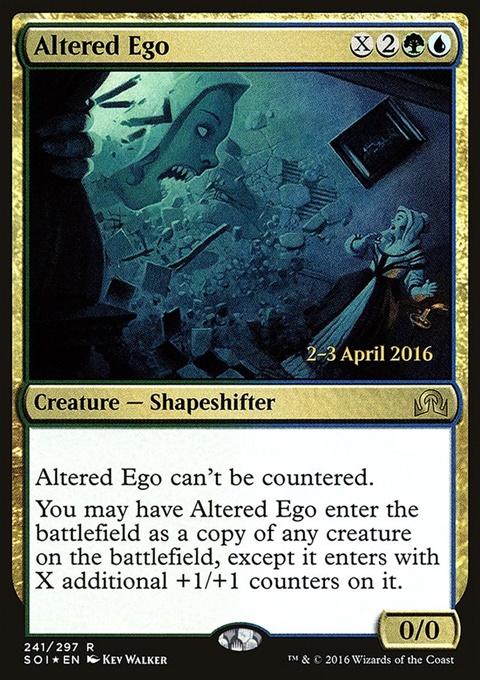 Altered Ego X 2
2–3 April 2016
Creature — Shapeshifter
Altered Ego can't be countered.
You may have Altered Ego enter the
battlefield as a copy of any creature
on the battlefield, except it enters with
X additional +1/+1 counters on it.
0/0
241/297 R
SOI★EN Kev Walker
™ & © 2016 Wizards of the Coast